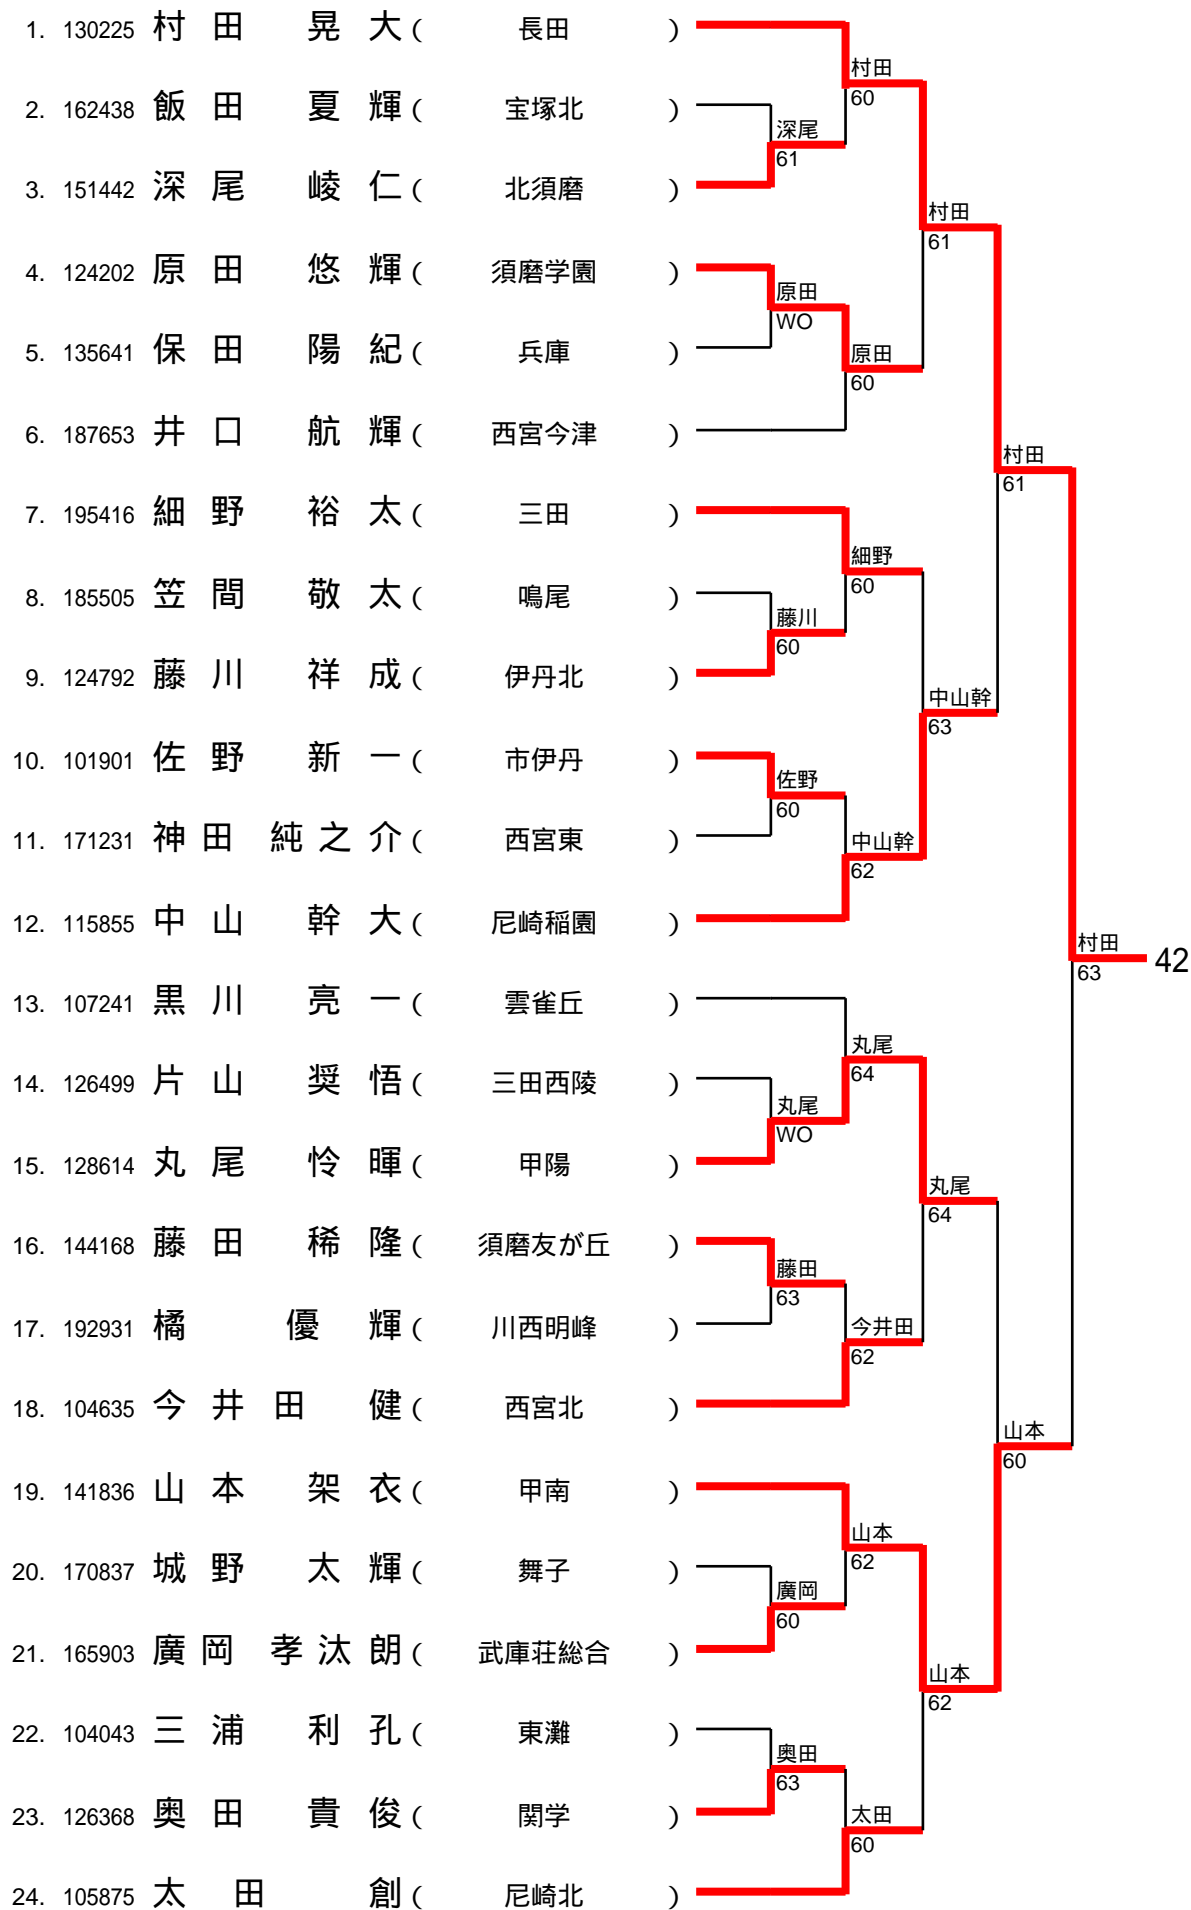 1. 130225 村田 晃大 ( 長田 )
村田
60
2. 162438 飯田 夏輝 ( 宝塚北 )
深尾
61
3. 151442 深尾 崚仁 ( 北須磨 )
村田
61
4. 124202 原田 悠輝 ( 須磨学園 )
原田
WO
5. 135641 保田 陽紀 ( 兵庫 )
原田
60
6. 187653 井口 航輝 ( 西宮今津 )
村田
61
7. 195416 細野 裕太 ( 三田 )
細野
60
8. 185505 笠間 敬太 ( 鳴尾 )
藤川
60
9. 124792 藤川 祥成 ( 伊丹北 )
中山幹
63
10. 101901 佐野 新一 ( 市伊丹 )
佐野
60
11. 171231 神田 純之介 ( 西宮東 )
中山幹
62
12. 115855 中山 幹大 ( 尼崎稲園 )
村田
63
42
13. 107241 黒川 亮一 ( 雲雀丘 )
丸尾
64
14. 126499 片山 奨悟 ( 三田西陵 )
丸尾
WO
15. 128614 丸尾 怜暉 ( 甲陽 )
丸尾
64
16. 144168 藤田 稀隆 ( 須磨友が丘 )
藤田
63
17. 192931 橘 優輝 ( 川西明峰 )
今井田
62
18. 104635 今井田 健 ( 西宮北 )
山本
60
19. 141836 山本 架衣 ( 甲南 )
山本
62
20. 170837 城野 太輝 ( 舞子 )
廣岡
60
21. 165903 廣岡 孝汰朗 ( 武庫荘総合 )
山本
62
22. 104043 三浦 利孔 ( 東灘 )
奥田
63
23. 126368 奥田 貴俊 ( 関学 )
太田
60
24. 105875 太田 創 ( 尼崎北 )